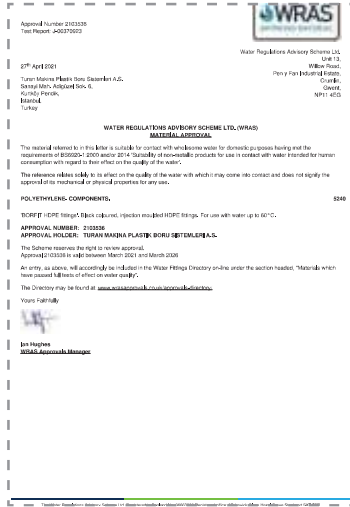 WRAS
APPROVED MATERIAL
Approval Number 2103536
Test Report
Water Regulations Advisory Scheme Ltd,
Unit 13,
Willow Road,
Pen y Fan Industrial Estate,
Crumlin,
Gwent,
NP11 4EG
27th April 2021
Turan Makina Plastik Boru Sistemleri A.S.
Sanayi Mah. Adıgüzel Sok. 6,
Kurtköy Pendik,
Istanbul,
Turkey
WATER REGULATIONS ADVISORY SCHEME LTD. (WRAS)
MATERIAL APPROVAL
The material referred to in this letter is suitable for contact with wholesome water for domestic purposes having met the
requirements of BS6920-1:2000 and/or 2014 'Suitability of non-metallic products for use in contact with water intended for human
consumption with regard to their effect on the quality of the water'.
The reference relates solely to its effect on the quality of the water with which it may come into contact and does not signify the
approval of its mechanical or physical properties for any use.
POLYETHYLENE- COMPONENTS. 5240
'BORFIT HDPE fittings'. Black coloured, injection moulded HDPE fittings. For use with water up to 60°C.
APPROVAL NUMBER: 2103536
APPROVAL HOLDER: TURAN MAKINA PLASTIK BORU SISTEMLERI A.S.
The Scheme reserves the right to review approval.
Approval 2103536 is valid between March 2021 and March 2026
An entry, as above, will accordingly be included in the Water Fittings Directory on-line under the section headed, "Materials which
have passed full tests of effect on water quality".
The Directory may be found at: www.wrasapprovals.co.uk/approvals-directory
Yours Faithfully
Ian Hughes
WRAS Approvals Manager